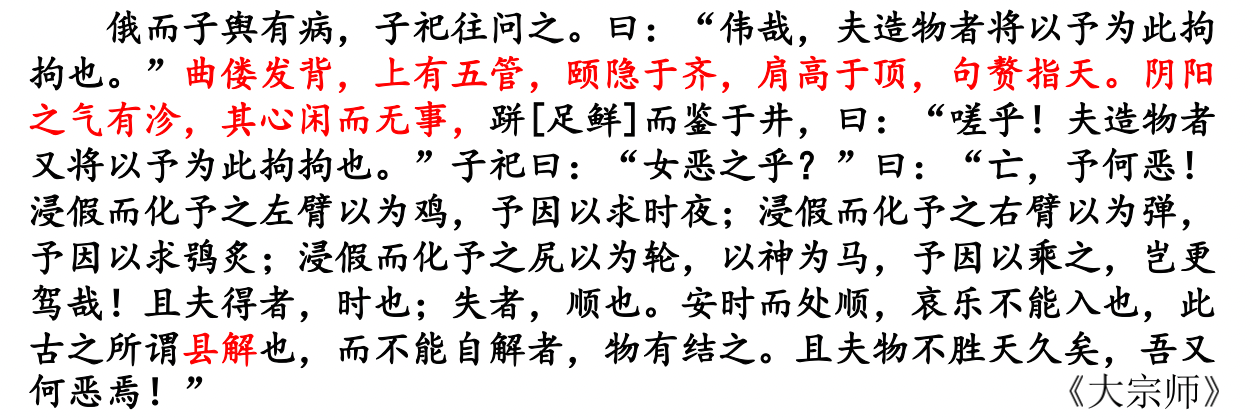 俄而子舆有病，子祀往问之。曰：“伟哉，夫造物者将以予为此拘
拘也。”曲偻发背，上有五管，颐隐于齐，肩高于顶，句赘指天。阴阳
之气有沴，其心闲而无事，跰[足鲜]而鉴于井，曰：“嗟乎！夫造物者
又将以予为此拘拘也。”子祀曰：“女恶之乎？”曰：“亡，予何恶！
浸假而化予之左臂以为鸡，予因以求时夜；浸假而化予之右臂以为弹，
予因以求鸮炙；浸假而化予之尻以为轮，以神为马，予因以乘之，岂更
驾哉！且夫得者，时也；失者，顺也。安时而处顺，哀乐不能入也，此
古之所谓县解也，而不能自解者，物有结之。且夫物不胜天久矣，吾又
何恶焉！”
《大宗师》